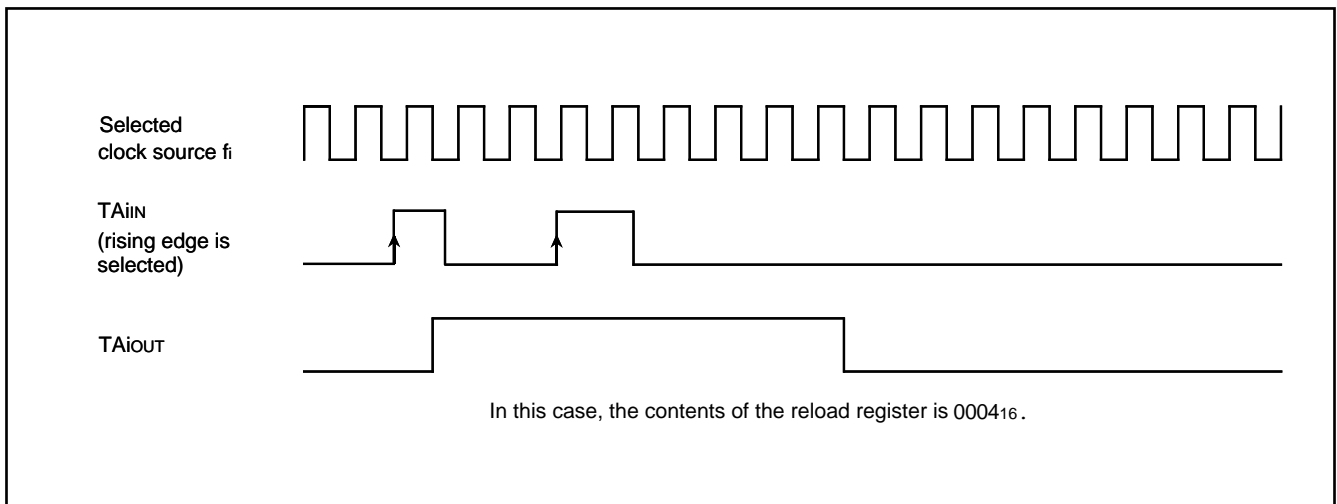 Selected
clock source fi
TAiIN
(rising edge is
selected)
TAiOUT
In this case, the contents of the reload register is 000416.